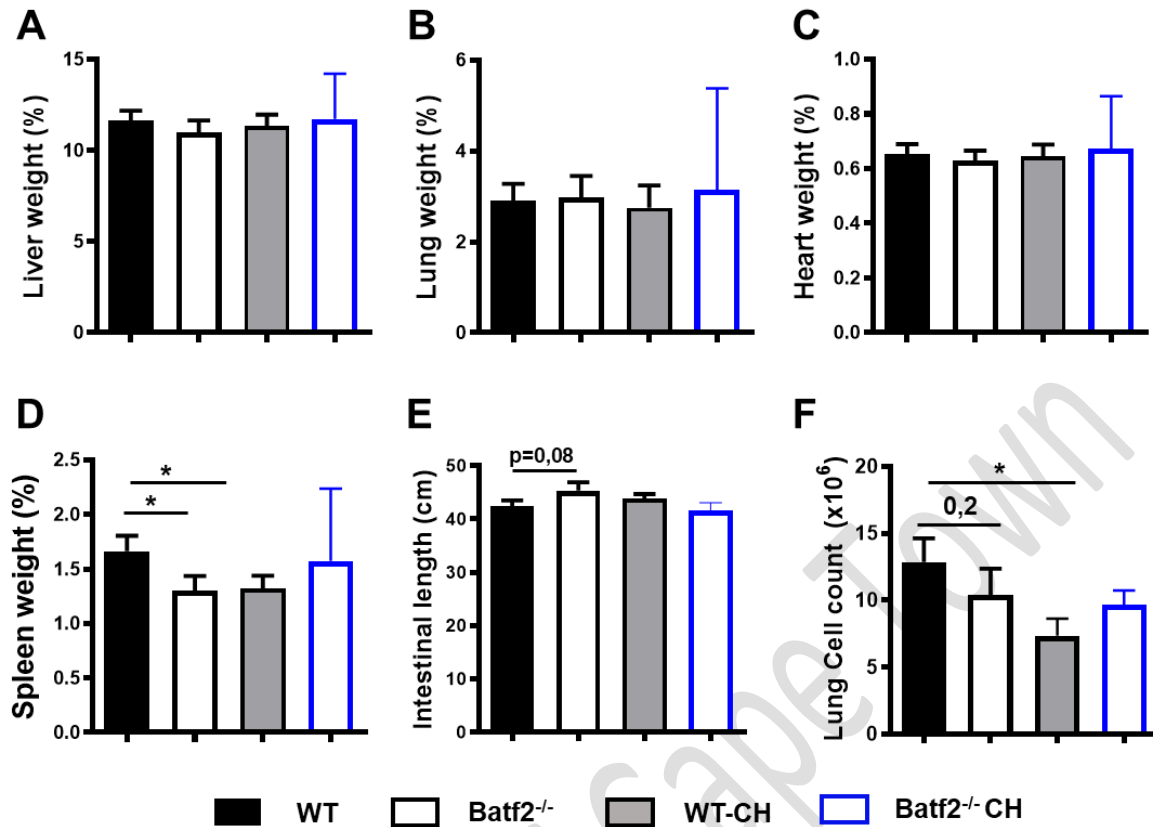 A
B
C
Liver weight (%)
15
10
5
0
Lung weight (%)
6
4
2
0
Heart weight (%)
1.0
0.8
0.6
0.4
0.2
0.0
D
E
F
Spleen weight (%)
2.5
2.0
1.5
1.0
0.5
0.0
*
*
Intestinal length (cm)
50
40
30
20
10
0
p=0,08
Lung Cell count (x10⁶)
20
15
10
5
0
*
0,2
Cape Town
WT
Batf2⁻/⁻
WT-CH
Batf2⁻/⁻ CH